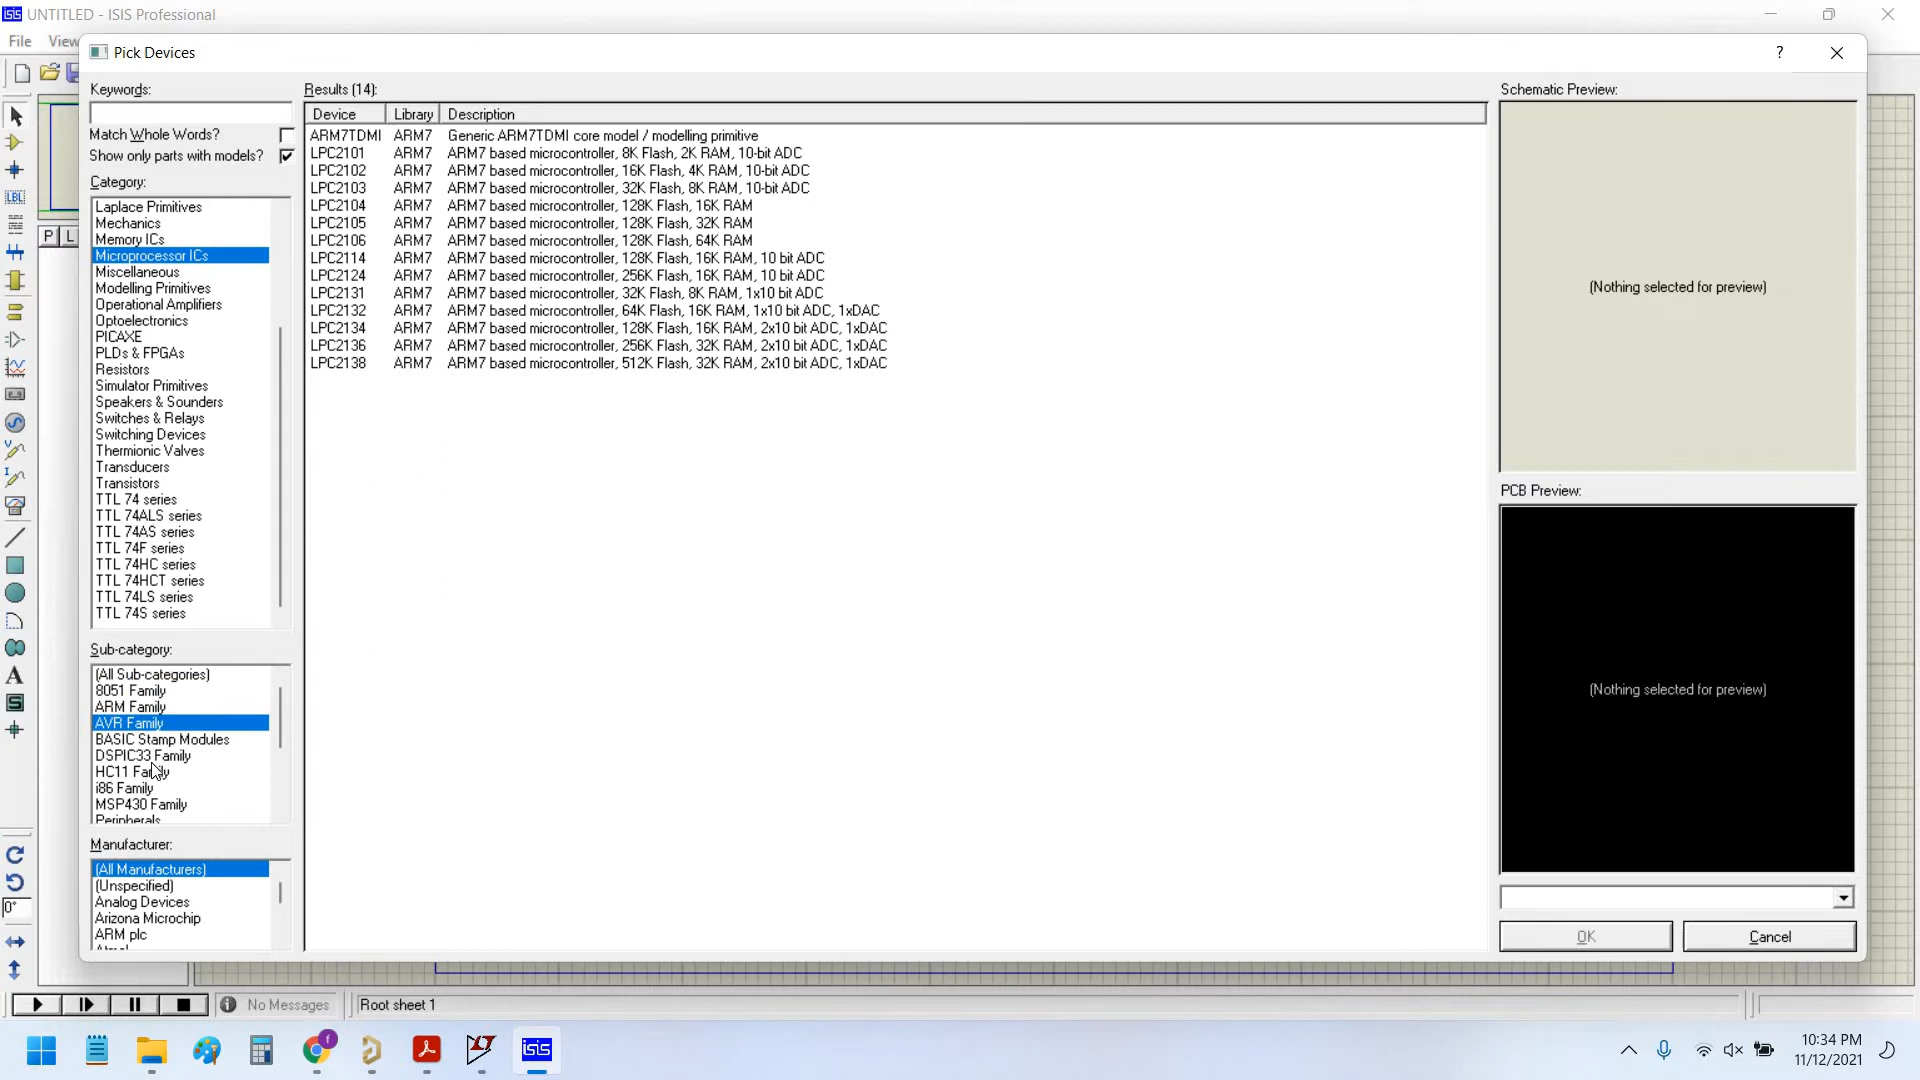 ISIS UNTITLED - ISIS Professional
File View
Pick Devices
?
Keywords:
Match Whole Words?
Show only parts with models?
Category:
Laplace Primitives
Mechanics
Memory ICs
Microprocessor ICs
Miscellaneous
Modelling Primitives
Operational Amplifiers
Optoelectronics
PICAXE
PLDs & FPGAs
Resistors
Simulator Primitives
Speakers & Sounders
Switches & Relays
Switching Devices
Thermionic Valves
Transducers
Transistors
TTL 74 series
TTL 74ALS series
TTL 74AS series
TTL 74F series
TTL 74HC series
TTL 74HCT series
TTL 74LS series
TTL 74S series
Sub-category:
(All Sub-categories)
8051 Family
ARM Family
AVR Family
BASIC Stamp Modules
DSPIC33 Family
HC11 Family
i86 Family
MSP430 Family
Peripherals
Manufacturer:
(All Manufacturers)
(Unspecified)
Analog Devices
Arizona Microchip
ARM plc
Results (14):
Device Library Description
ARM7TDMI ARM7 Generic ARM7TDMI core model / modelling primitive
LPC2101 ARM7 ARM7 based microcontroller, 8K Flash, 2K RAM, 10-bit ADC
LPC2102 ARM7 ARM7 based microcontroller, 16K Flash, 4K RAM, 10-bit ADC
LPC2103 ARM7 ARM7 based microcontroller, 32K Flash, 8K RAM, 10-bit ADC
LPC2104 ARM7 ARM7 based microcontroller, 128K Flash, 16K RAM
LPC2105 ARM7 ARM7 based microcontroller, 128K Flash, 32K RAM
LPC2106 ARM7 ARM7 based microcontroller, 128K Flash, 64K RAM
LPC2114 ARM7 ARM7 based microcontroller, 128K Flash, 16K RAM, 10 bit ADC
LPC2124 ARM7 ARM7 based microcontroller, 256K Flash, 16K RAM, 10 bit ADC
LPC2131 ARM7 ARM7 based microcontroller, 32K Flash, 8K RAM, 1x10 bit ADC
LPC2132 ARM7 ARM7 based microcontroller, 64K Flash, 16K RAM, 1x10 bit ADC, 1xDAC
LPC2134 ARM7 ARM7 based microcontroller, 128K Flash, 16K RAM, 2x10 bit ADC, 1xDAC
LPC2136 ARM7 ARM7 based microcontroller, 256K Flash, 32K RAM, 2x10 bit ADC, 1xDAC
LPC2138 ARM7 ARM7 based microcontroller, 512K Flash, 32K RAM, 2x10 bit ADC, 1xDAC
Schematic Preview:
(Nothing selected for preview)
PCB Preview:
(Nothing selected for preview)
OK Cancel
LBL
P L
A
S
0°
No Messages Root sheet 1
f
ISIS
10:34 PM
11/12/2021